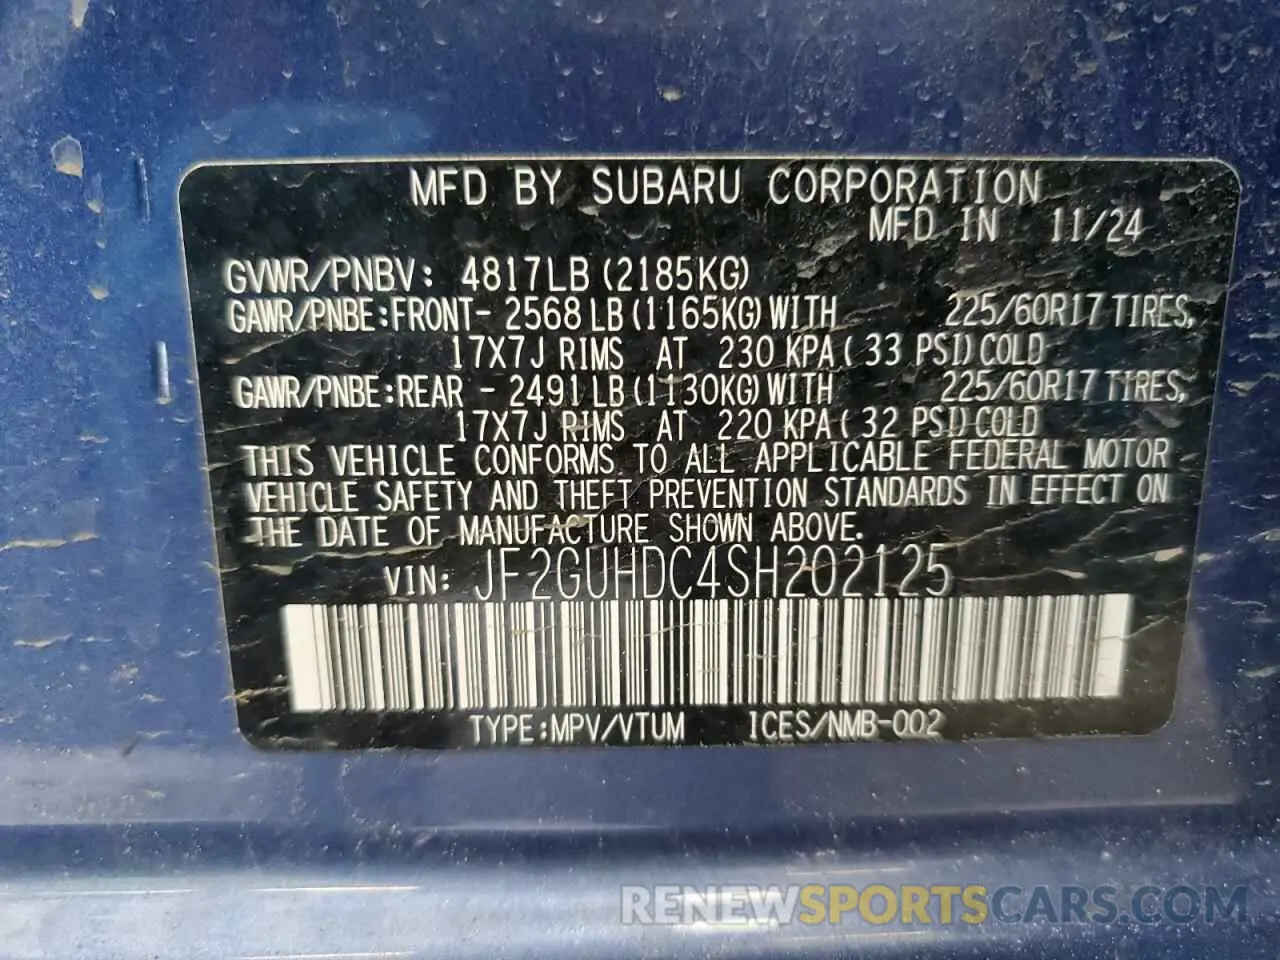 MFD BY SUBARU CORPORATION
MFD IN 11/24
GVWR/PNBV: 4817LB (2185KG)
GAWR/PNBE:FRONT- 2568 LB (1165KG) WITH 225/60R17 TIRES,
17X7J RIMS AT 230 KPA ( 33 PSI) COLD
GAWR/PNBE:REAR - 2491 LB (1130KG) WITH 225/60R17 TIRES,
17X7J RIMS AT 220 KPA ( 32 PSI) COLD
THIS VEHICLE CONFORMS TO ALL APPLICABLE FEDERAL MOTOR
VEHICLE SAFETY AND THEFT PREVENTION STANDARDS IN EFFECT ON
THE DATE OF MANUFACTURE SHOWN ABOVE.
VIN: JF2GUHDC4SH202125
TYPE:MPV/VTUM ICES/NMB-002
RENEWSPORTSCARS.COM